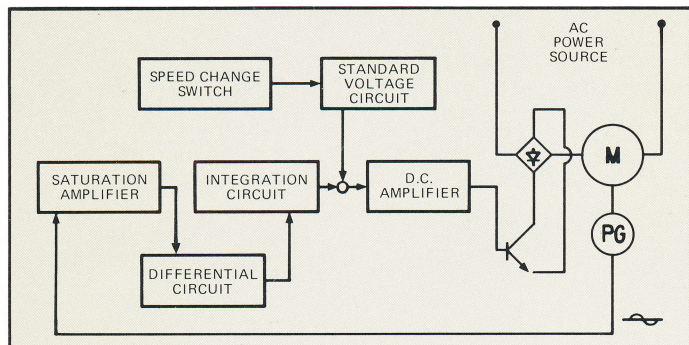 AC
POWER
SOURCE
SPEED CHANGE
SWITCH
STANDARD
VOLTAGE
CIRCUIT
M
SATURATION
AMPLIFIER
INTEGRATION
CIRCUIT
D.C.
AMPLIFIER
PG
DIFFERENTIAL
CIRCUIT